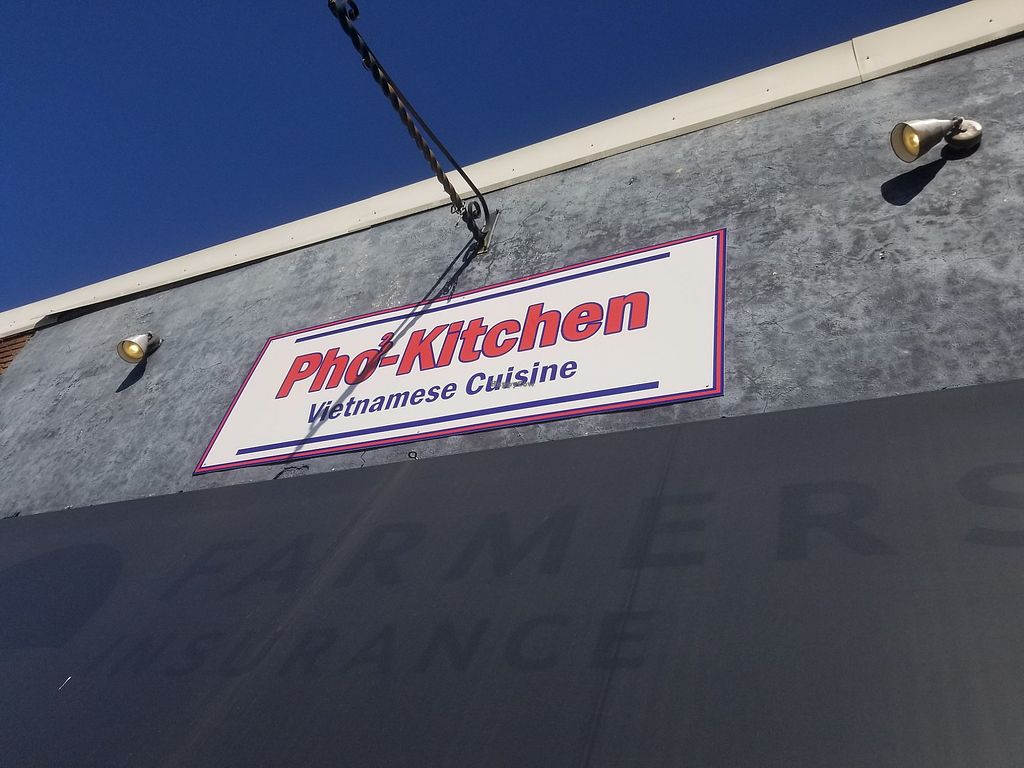 Phở-Kitchen
Vietnamese Cuisine
FARMERS
INSURANCE